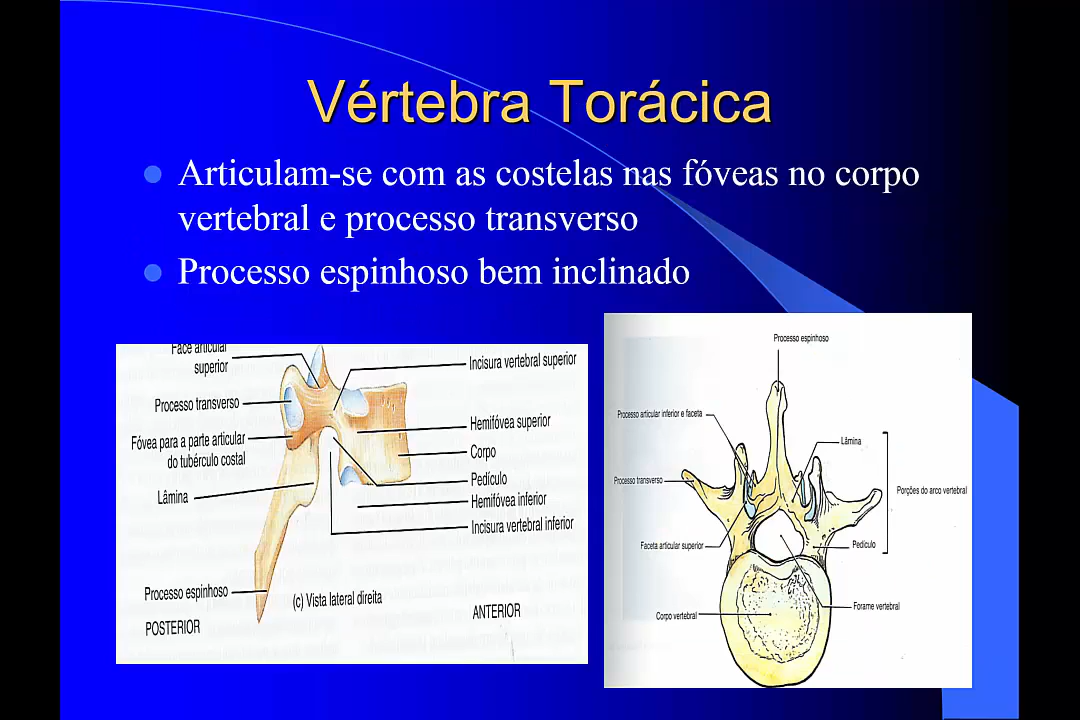 Vértebra Torácica
Articulam-se com as costelas nas fóveas no corpo
vertebral e processo transverso
Processo espinhoso bem inclinado
Face articular
superior
Processo transverso
Fóvea para a parte articular
do tubérculo costal
Lâmina
Processo espinhoso
POSTERIOR
(c) Vista lateral direita
Incisura vertebral superior
Hemifóvea superior
Corpo
Pedículo
Hemifóvea inferior
Incisura vertebral inferior
ANTERIOR
Processo espinhoso
Processo articular inferior e faceta
Lâmina
Processo transverso
Porções do arco vertebral
Faceta articular superior
Pedículo
Corpo vertebral
Forame vertebral